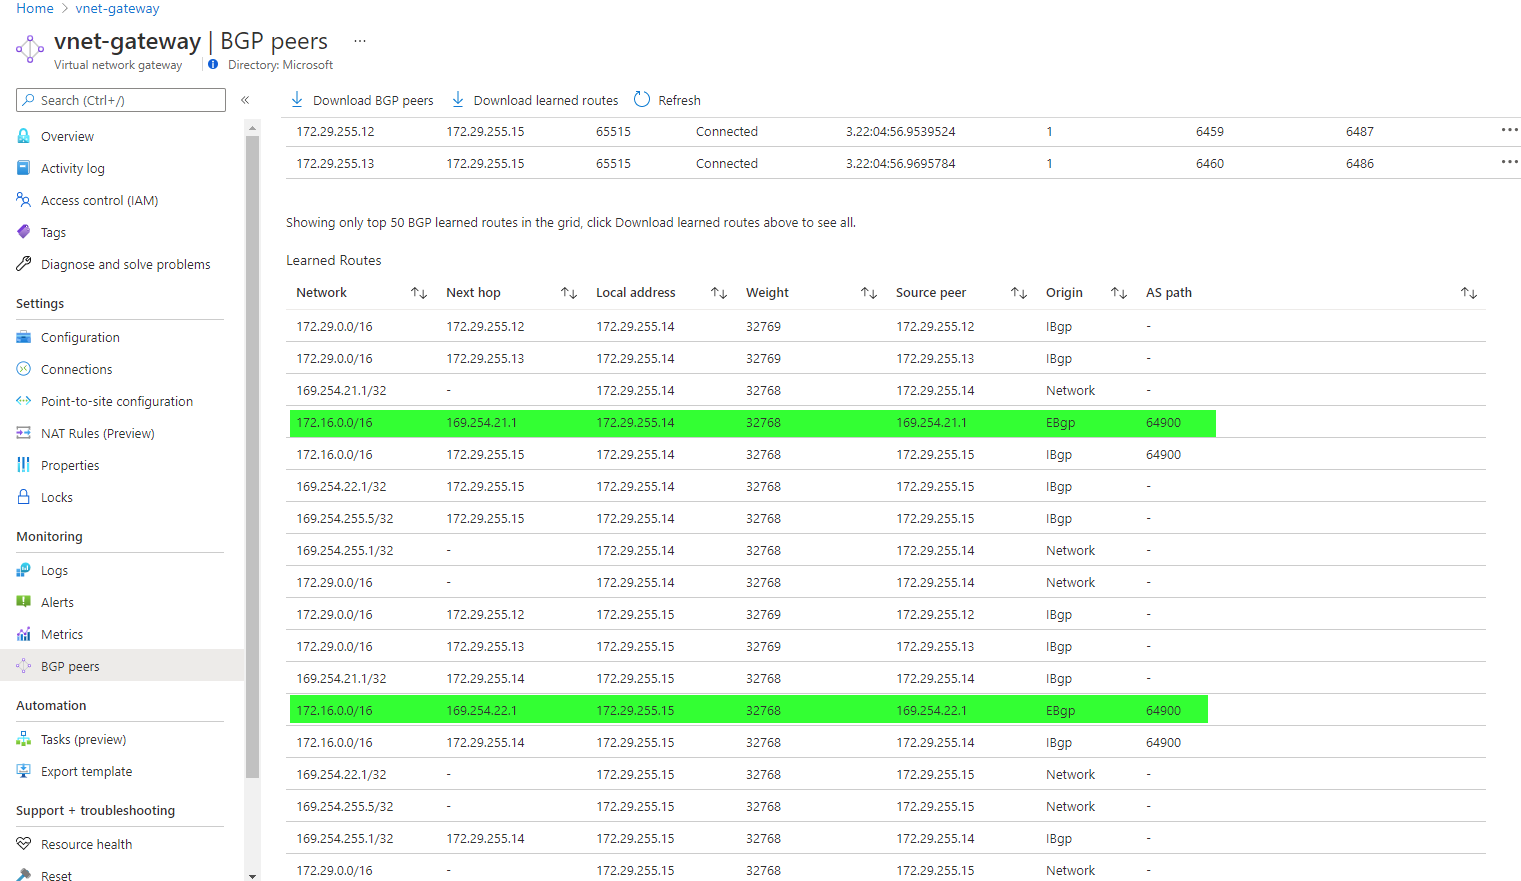 Home > vnet-gateway
vnet-gateway | BGP peers ...
Virtual network gateway Directory: Microsoft
Search (Ctrl+/) «
Overview
Activity log
Access control (IAM)
Tags
Diagnose and solve problems
Settings
Configuration
Connections
Point-to-site configuration
NAT Rules (Preview)
Properties
Locks
Monitoring
Logs
Alerts
Metrics
BGP peers
Automation
Tasks (preview)
Export template
Support + troubleshooting
Resource health
Reset
Download BGP peers Download learned routes Refresh
172.29.255.12 172.29.255.15 65515 Connected 3.22:04:56.9539524 1 6459 6487 ...
172.29.255.13 172.29.255.15 65515 Connected 3.22:04:56.9695784 1 6460 6486 ...
Showing only top 50 BGP learned routes in the grid, click Download learned routes above to see all.
Learned Routes
Network Next hop Local address Weight Source peer Origin AS path
172.29.0.0/16 172.29.255.12 172.29.255.14 32769 172.29.255.12 IBgp -
172.29.0.0/16 172.29.255.13 172.29.255.14 32769 172.29.255.13 IBgp -
169.254.21.1/32 - 172.29.255.14 32768 172.29.255.14 Network -
172.16.0.0/16 169.254.21.1 172.29.255.14 32768 169.254.21.1 EBgp 64900
172.16.0.0/16 172.29.255.15 172.29.255.14 32768 172.29.255.15 IBgp 64900
169.254.22.1/32 172.29.255.15 172.29.255.14 32768 172.29.255.15 IBgp -
169.254.255.5/32 172.29.255.15 172.29.255.14 32768 172.29.255.15 IBgp -
169.254.255.1/32 - 172.29.255.14 32768 172.29.255.14 Network -
172.29.0.0/16 - 172.29.255.14 32768 172.29.255.14 Network -
172.29.0.0/16 172.29.255.12 172.29.255.15 32769 172.29.255.12 IBgp -
172.29.0.0/16 172.29.255.13 172.29.255.15 32769 172.29.255.13 IBgp -
169.254.21.1/32 172.29.255.14 172.29.255.15 32768 172.29.255.14 IBgp -
172.16.0.0/16 169.254.22.1 172.29.255.15 32768 169.254.22.1 EBgp 64900
172.16.0.0/16 172.29.255.14 172.29.255.15 32768 172.29.255.14 IBgp 64900
169.254.22.1/32 - 172.29.255.15 32768 172.29.255.15 Network -
169.254.255.5/32 - 172.29.255.15 32768 172.29.255.15 Network -
169.254.255.1/32 172.29.255.14 172.29.255.15 32768 172.29.255.14 IBgp -
172.29.0.0/16 - 172.29.255.15 32768 172.29.255.15 Network -